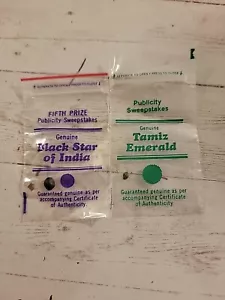 FIFTH PRIZE
Publicity Sweepstakes
Genuine
Black Star
of India
Guaranteed genuine as per
accompanying Certificate
of Authenticity
Publicity
Sweepstakes
Genuine
Tamiz
Emerald
Guaranteed genuine as per
accompanying Certificate
of Authenticity